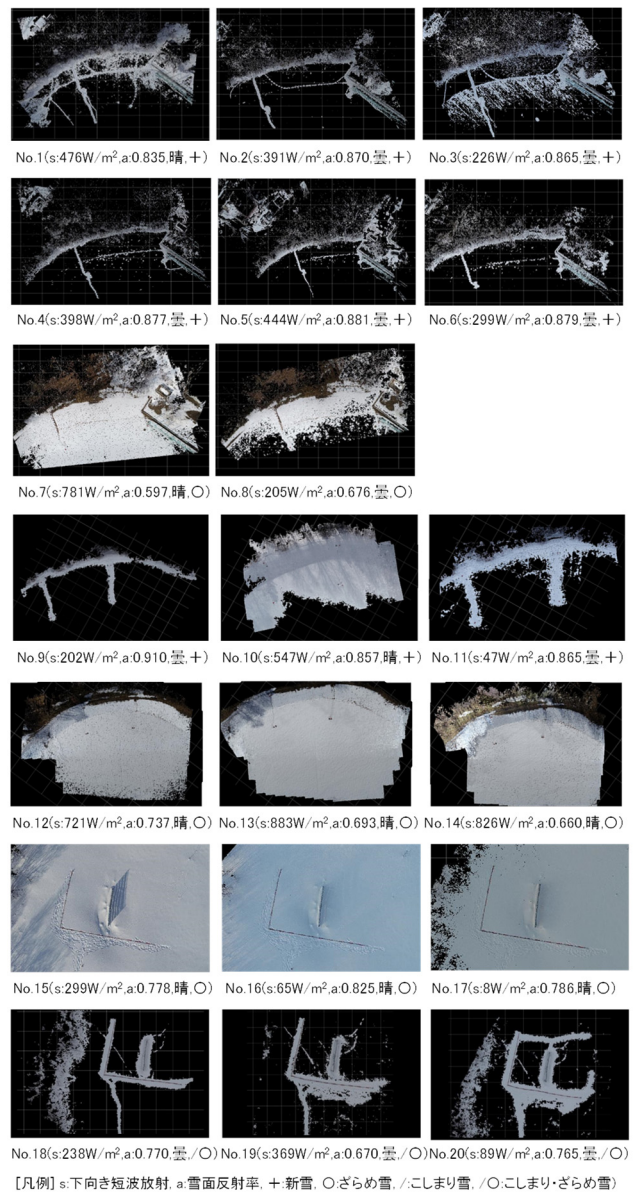 No.1(s:476W/m²,a:0.835,晴,＋)
No.2(s:391W/m²,a:0.870,曇,＋)
No.3(s:226W/m²,a:0.865,曇,＋)
No.4(s:398W/m²,a:0.877,曇,＋)
No.5(s:444W/m²,a:0.881,曇,＋)
No.6(s:299W/m²,a:0.879,曇,＋)
No.7(s:781W/m²,a:0.597,晴,○)
No.8(s:205W/m²,a:0.676,曇,○)
No.9(s:202W/m²,a:0.910,曇,＋)
No.10(s:547W/m²,a:0.857,晴,＋)
No.11(s:47W/m²,a:0.865,曇,＋)
No.12(s:721W/m²,a:0.737,晴,○)
No.13(s:883W/m²,a:0.693,晴,○)
No.14(s:826W/m²,a:0.660,晴,○)
No.15(s:299W/m²,a:0.778,晴,○)
No.16(s:65W/m²,a:0.825,晴,○)
No.17(s:8W/m²,a:0.786,晴,○)
No.18(s:238W/m²,a:0.770,曇,/○)
No.19(s:369W/m²,a:0.670,曇,/○)
No.20(s:89W/m²,a:0.765,曇,/○)
[凡例] s:下向き短波放射, a:雪面反射率, ＋:新雪, ○:ざらめ雪, /:こしまり雪, /○:こしまり・ざらめ雪)